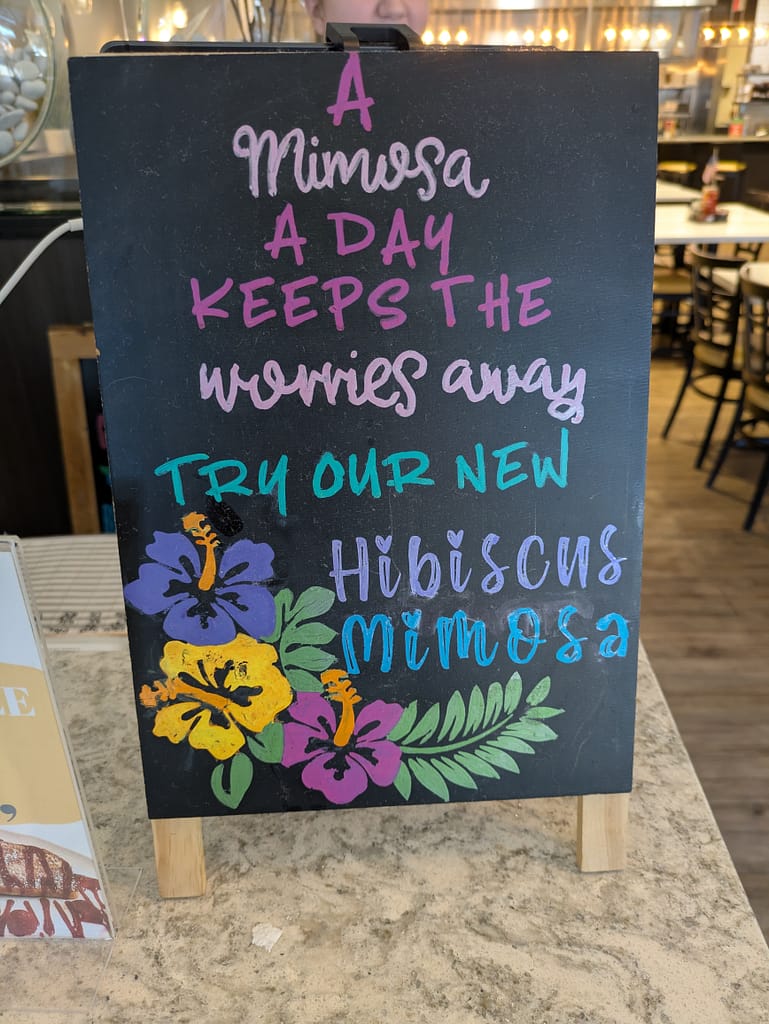 A
Mimosa
A DAY
KEEPS THE
worries away
TRY OUR NEW
Hibiscus
Mimosa